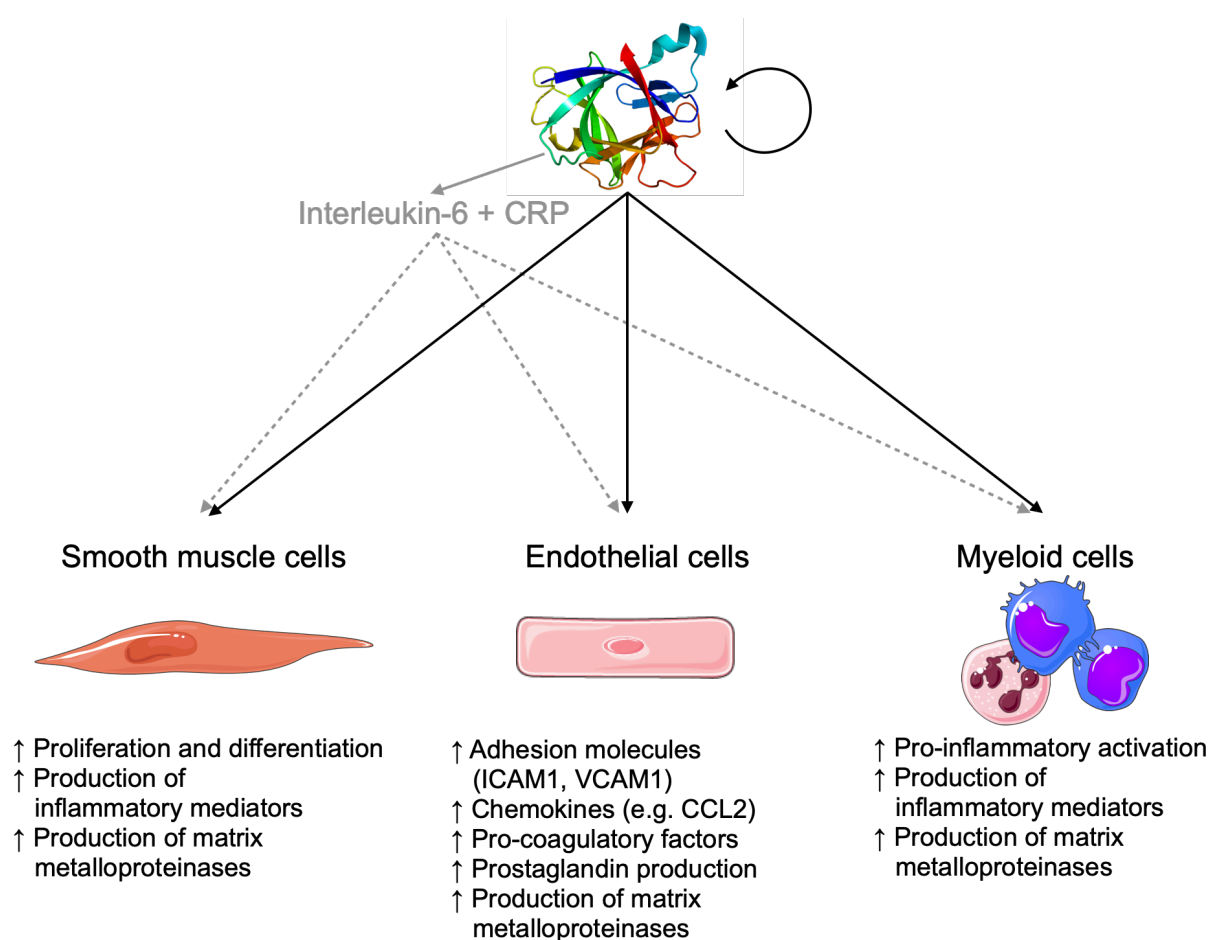 Interleukin-6 + CRP
Smooth muscle cells
Endothelial cells
Myeloid cells
↑ Proliferation and differentiation
↑ Production of
inflammatory mediators
↑ Production of matrix
metalloproteinases
↑ Adhesion molecules
(ICAM1, VCAM1)
↑ Chemokines (e.g. CCL2)
↑ Pro-coagulatory factors
↑ Prostaglandin production
↑ Production of matrix
metalloproteinases
↑ Pro-inflammatory activation
↑ Production of
inflammatory mediators
↑ Production of matrix
metalloproteinases